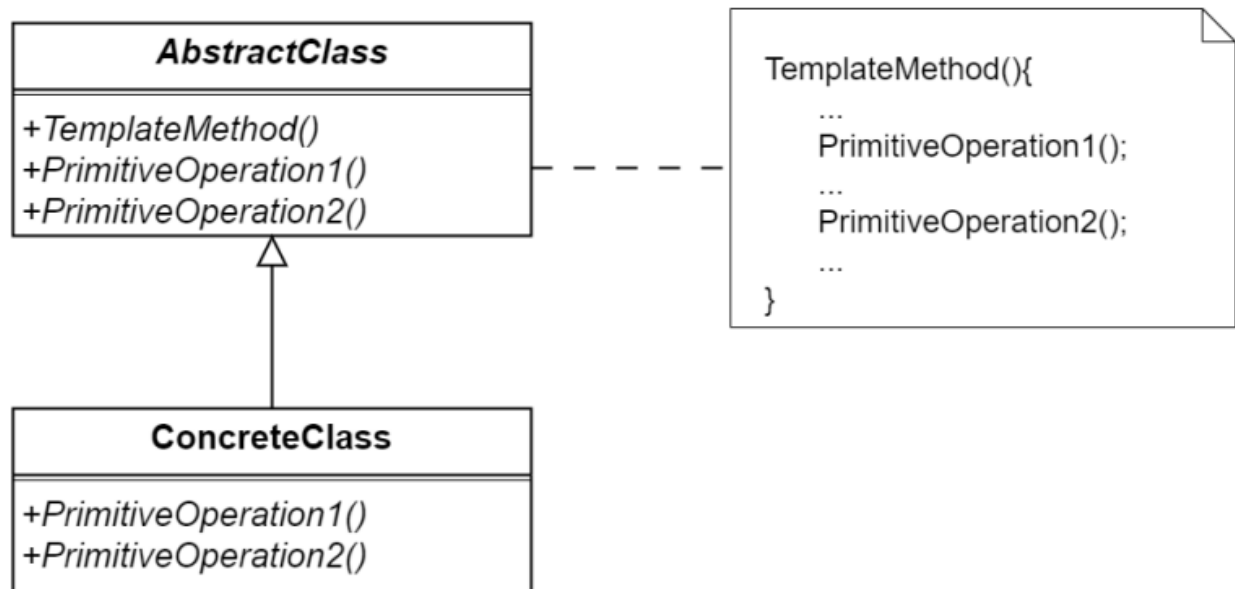 AbstractClass
+TemplateMethod()
+PrimitiveOperation1()
+PrimitiveOperation2()
TemplateMethod(){
...
PrimitiveOperation1();
...
PrimitiveOperation2();
...
}
ConcreteClass
+PrimitiveOperation1()
+PrimitiveOperation2()